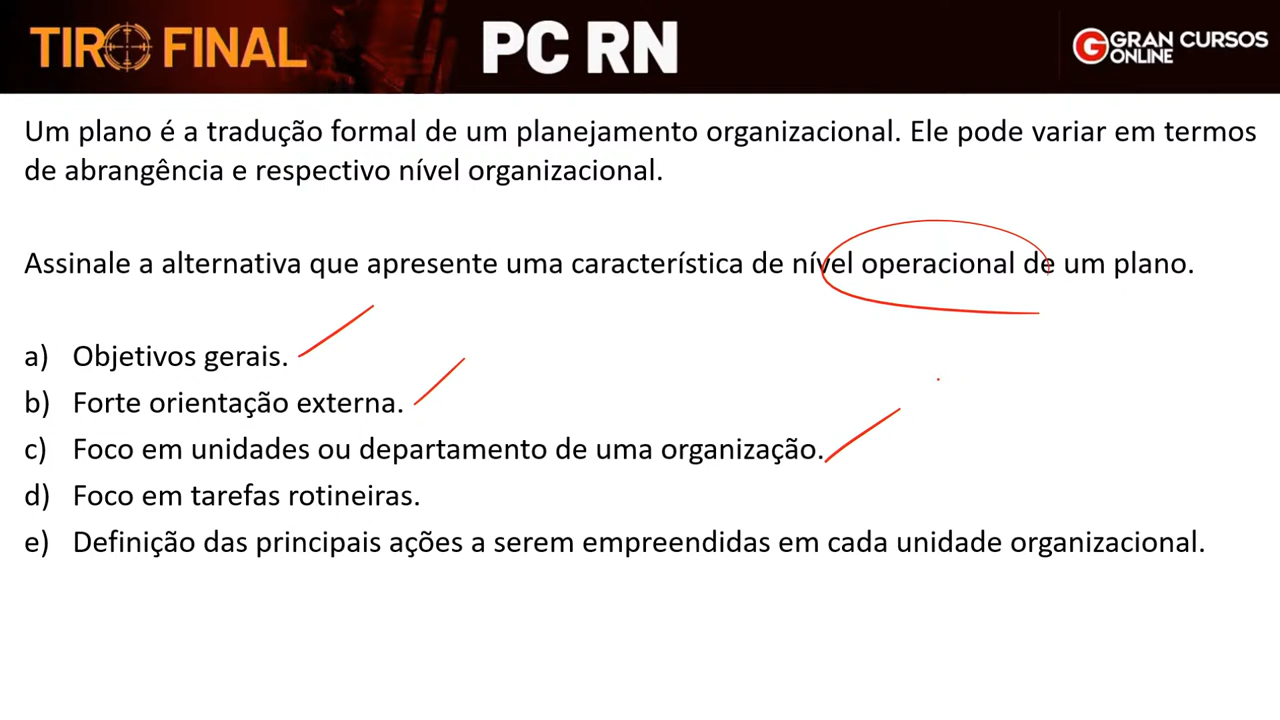 TIRO FINAL
PC RN
GRAN CURSOS
ONLINE
Um plano é a tradução formal de um planejamento organizacional. Ele pode variar em termos
de abrangência e respectivo nível organizacional.
Assinale a alternativa que apresente uma característica de nível operacional de um plano.
a) Objetivos gerais.
b) Forte orientação externa.
c) Foco em unidades ou departamento de uma organização.
d) Foco em tarefas rotineiras.
e) Definição das principais ações a serem empreendidas em cada unidade organizacional.